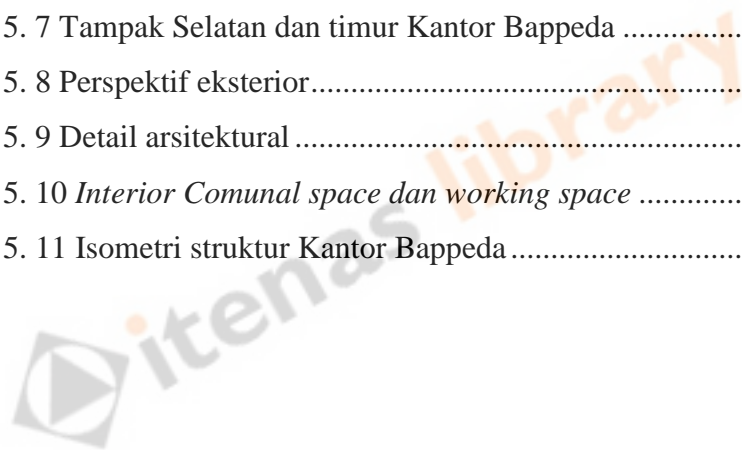 5. 7 Tampak Selatan dan timur Kantor Bappeda ...............
5. 8 Perspektif eksterior.......................................................
5. 9 Detail arsitektural .........................................................
5. 10 Interior Comunal space dan working space .............
5. 11 Isometri struktur Kantor Bappeda .............................
itenas library